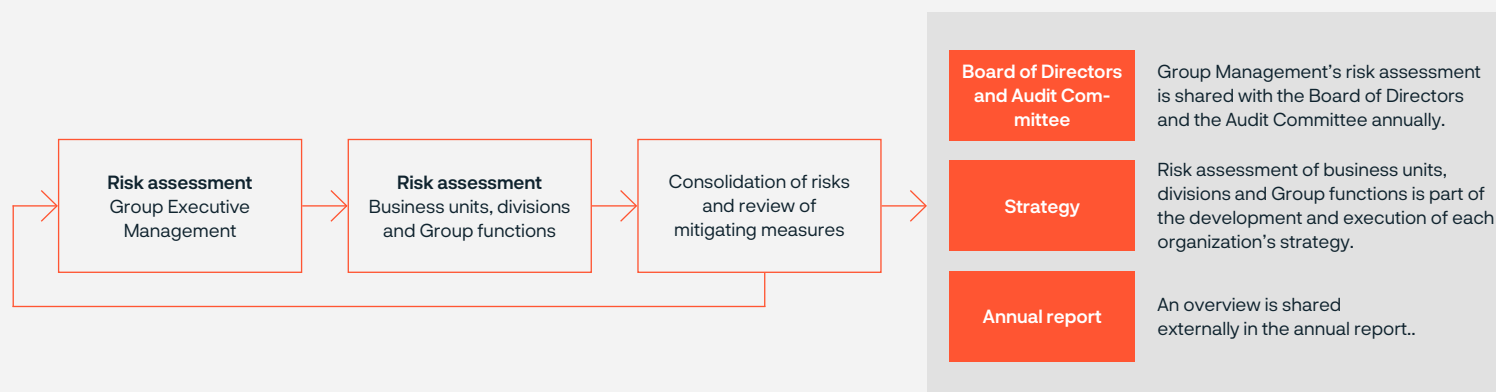 Risk assessment
Group Executive
Management
Risk assessment
Business units, divisions
and Group functions
Consolidation of risks
and review of
mitigating measures
Board of Directors
and Audit Com-
mittee
Group Management’s risk assessment
is shared with the Board of Directors
and the Audit Committee annually.
Strategy
Risk assessment of business units,
divisions and Group functions is part of
the development and execution of each
organization’s strategy.
Annual report
An overview is shared
externally in the annual report..